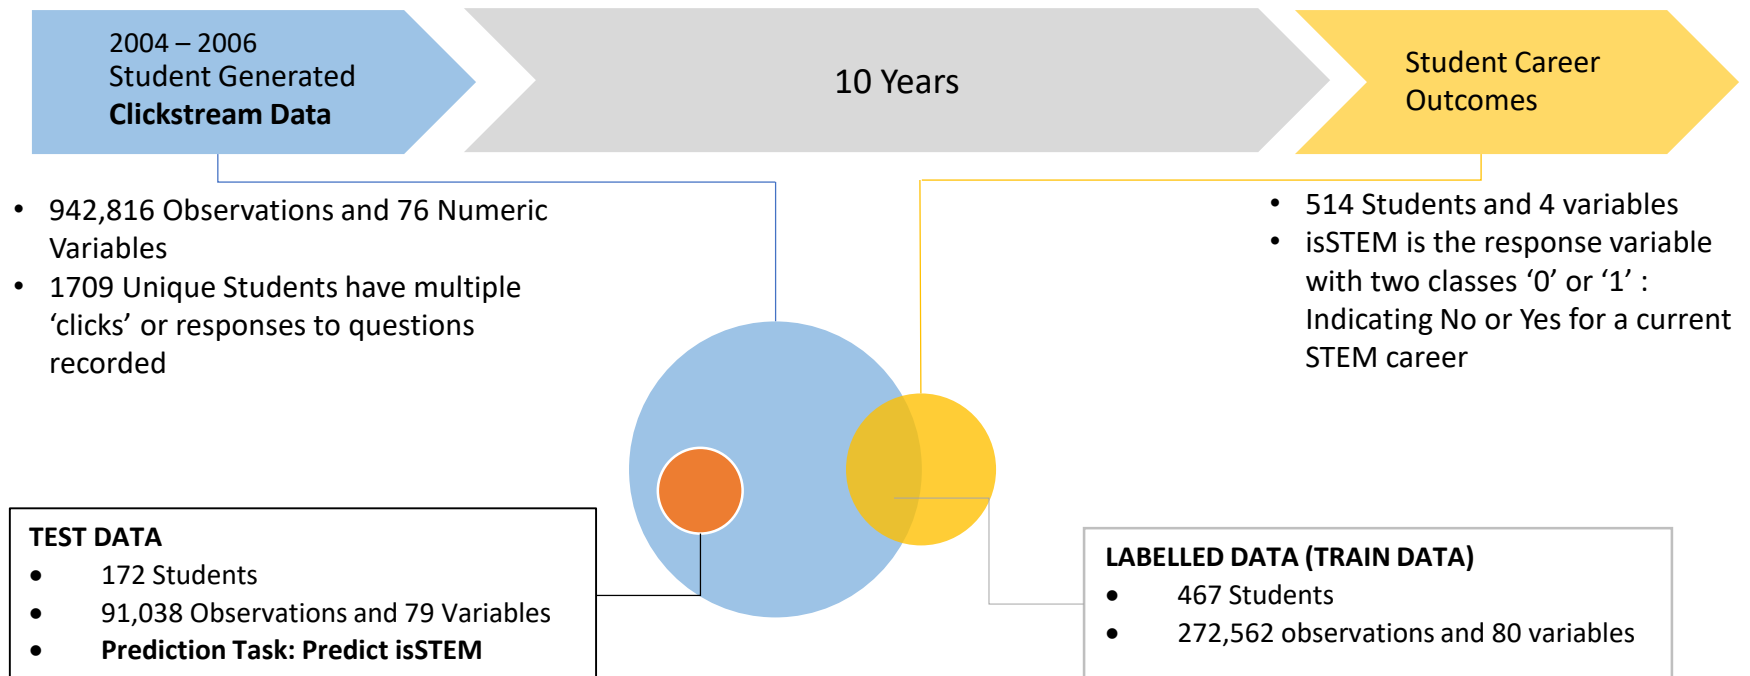 2004 – 2006
Student Generated
Clickstream Data
10 Years
Student Career
Outcomes
• 942,816 Observations and 76 Numeric
Variables
• 1709 Unique Students have multiple
‘clicks’ or responses to questions
recorded
• 514 Students and 4 variables
• isSTEM is the response variable
with two classes ‘0’ or ‘1’ :
Indicating No or Yes for a current
STEM career
TEST DATA
• 172 Students
• 91,038 Observations and 79 Variables
• Prediction Task: Predict isSTEM
LABELLED DATA (TRAIN DATA)
• 467 Students
• 272,562 observations and 80 variables